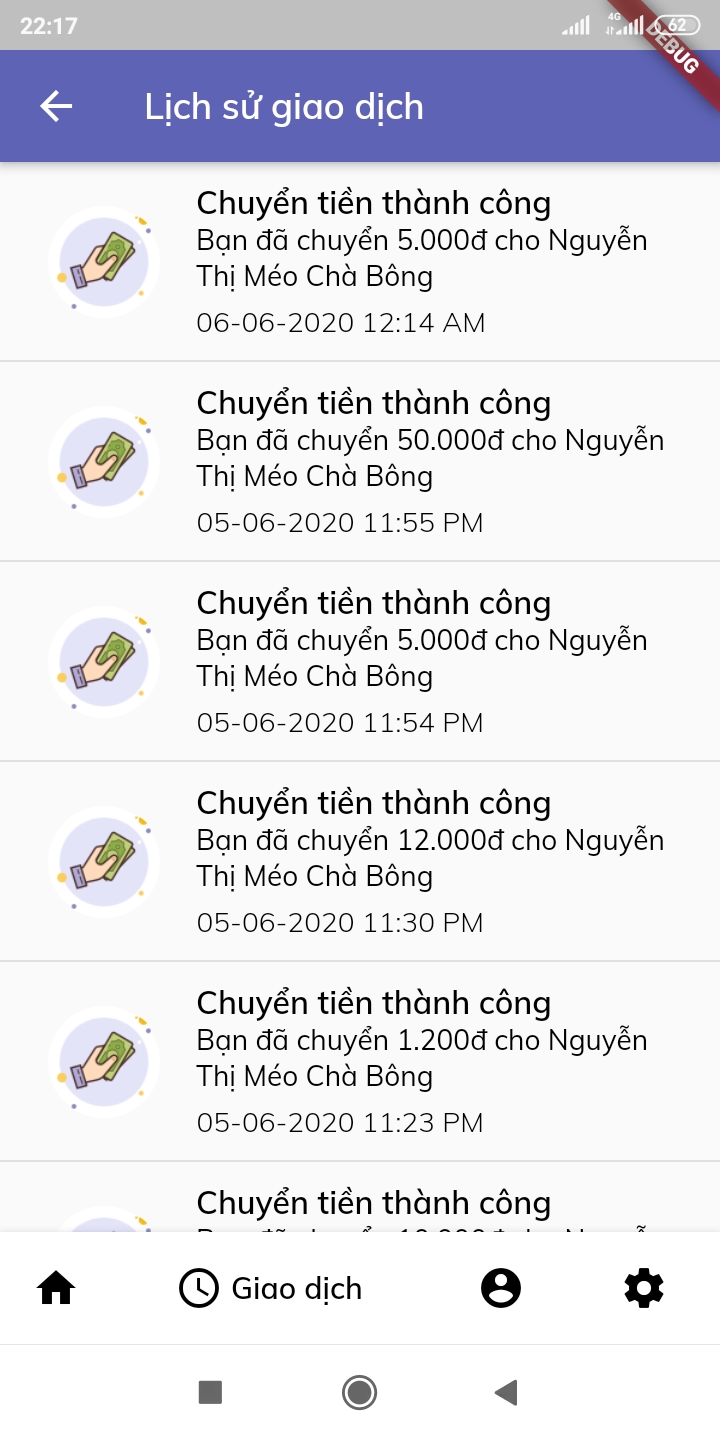 22:17
4G
62
DEBUG
Lịch sử giao dịch
Chuyển tiền thành công
Bạn đã chuyển 5.000đ cho Nguyễn
Thị Méo Chà Bông
06-06-2020 12:14 AM
Chuyển tiền thành công
Bạn đã chuyển 50.000đ cho Nguyễn
Thị Méo Chà Bông
05-06-2020 11:55 PM
Chuyển tiền thành công
Bạn đã chuyển 5.000đ cho Nguyễn
Thị Méo Chà Bông
05-06-2020 11:54 PM
Chuyển tiền thành công
Bạn đã chuyển 12.000đ cho Nguyễn
Thị Méo Chà Bông
05-06-2020 11:30 PM
Chuyển tiền thành công
Bạn đã chuyển 1.200đ cho Nguyễn
Thị Méo Chà Bông
05-06-2020 11:23 PM
Chuyển tiền thành công
Giao dịch